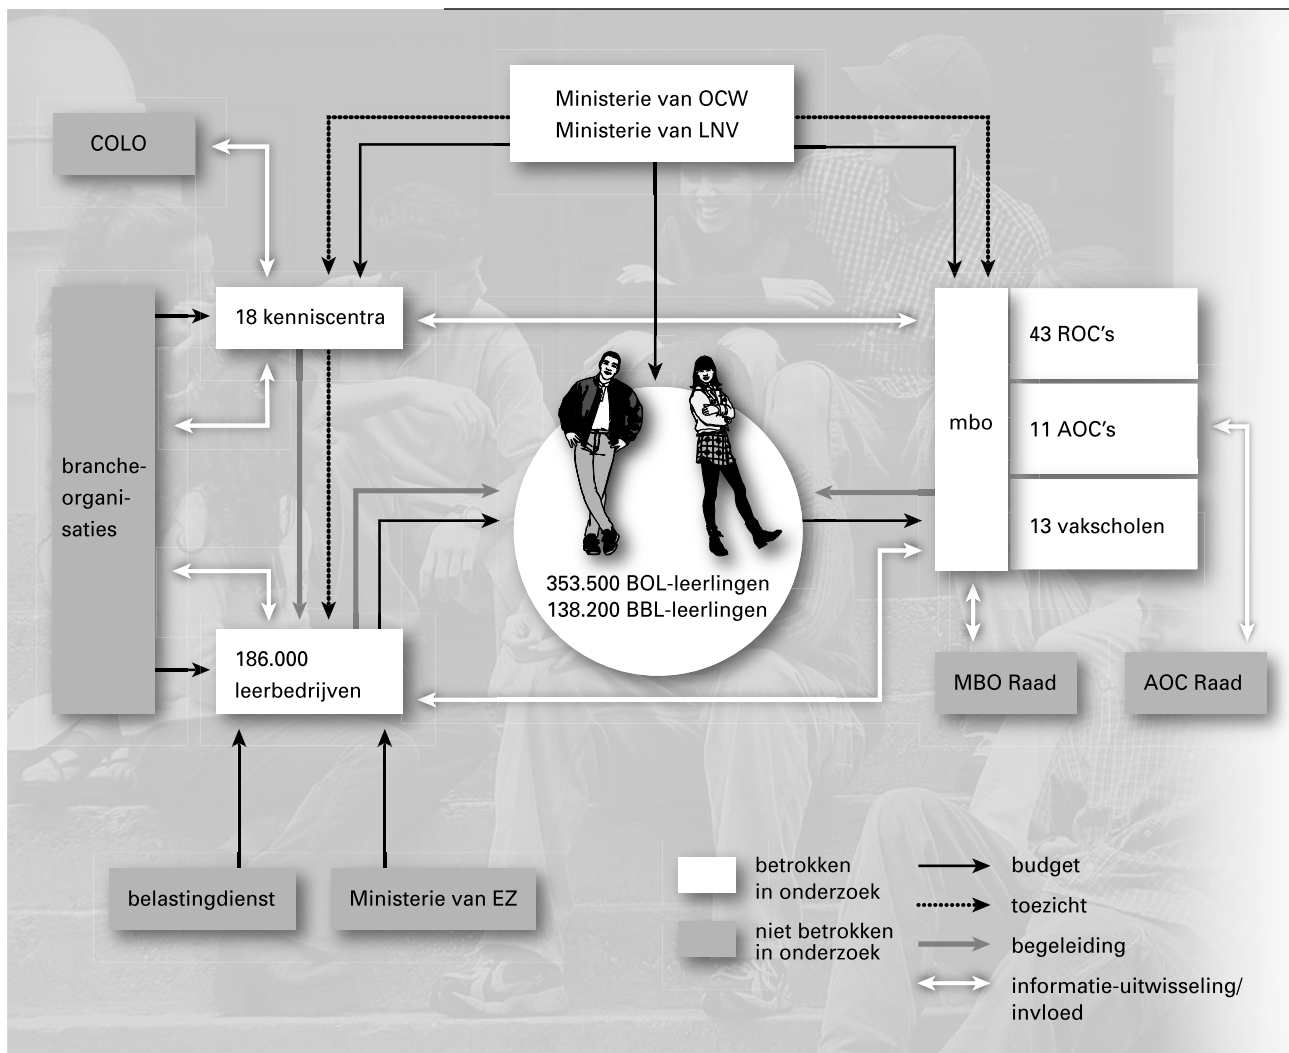 Ministerie van OCW
Ministerie van LNV
COLO
18 kenniscentra
43 ROC's
mbo
11 AOC's
13 vakscholen
branche-
organi-
saties
353.500 BOL-leerlingen
138.200 BBL-leerlingen
186.000
leerbedrijven
MBO Raad
AOC Raad
belastingdienst
Ministerie van EZ
betrokken
in onderzoek
niet betrokken
in onderzoek
budget
toezicht
begeleiding
informatie-uitwisseling/
invloed